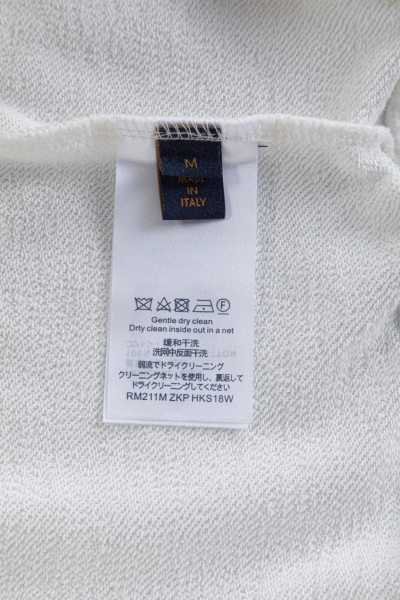 M
MADE
IN
ITALY
F
Gentle dry clean
Drty clean inside out in a net
缓和干洗
洗网中反面干洗
弱流でドライクリーニング
クリーニングネットを使用し、裏返して
ドライクリーニングしてください
RM211M ZKP HKS18W